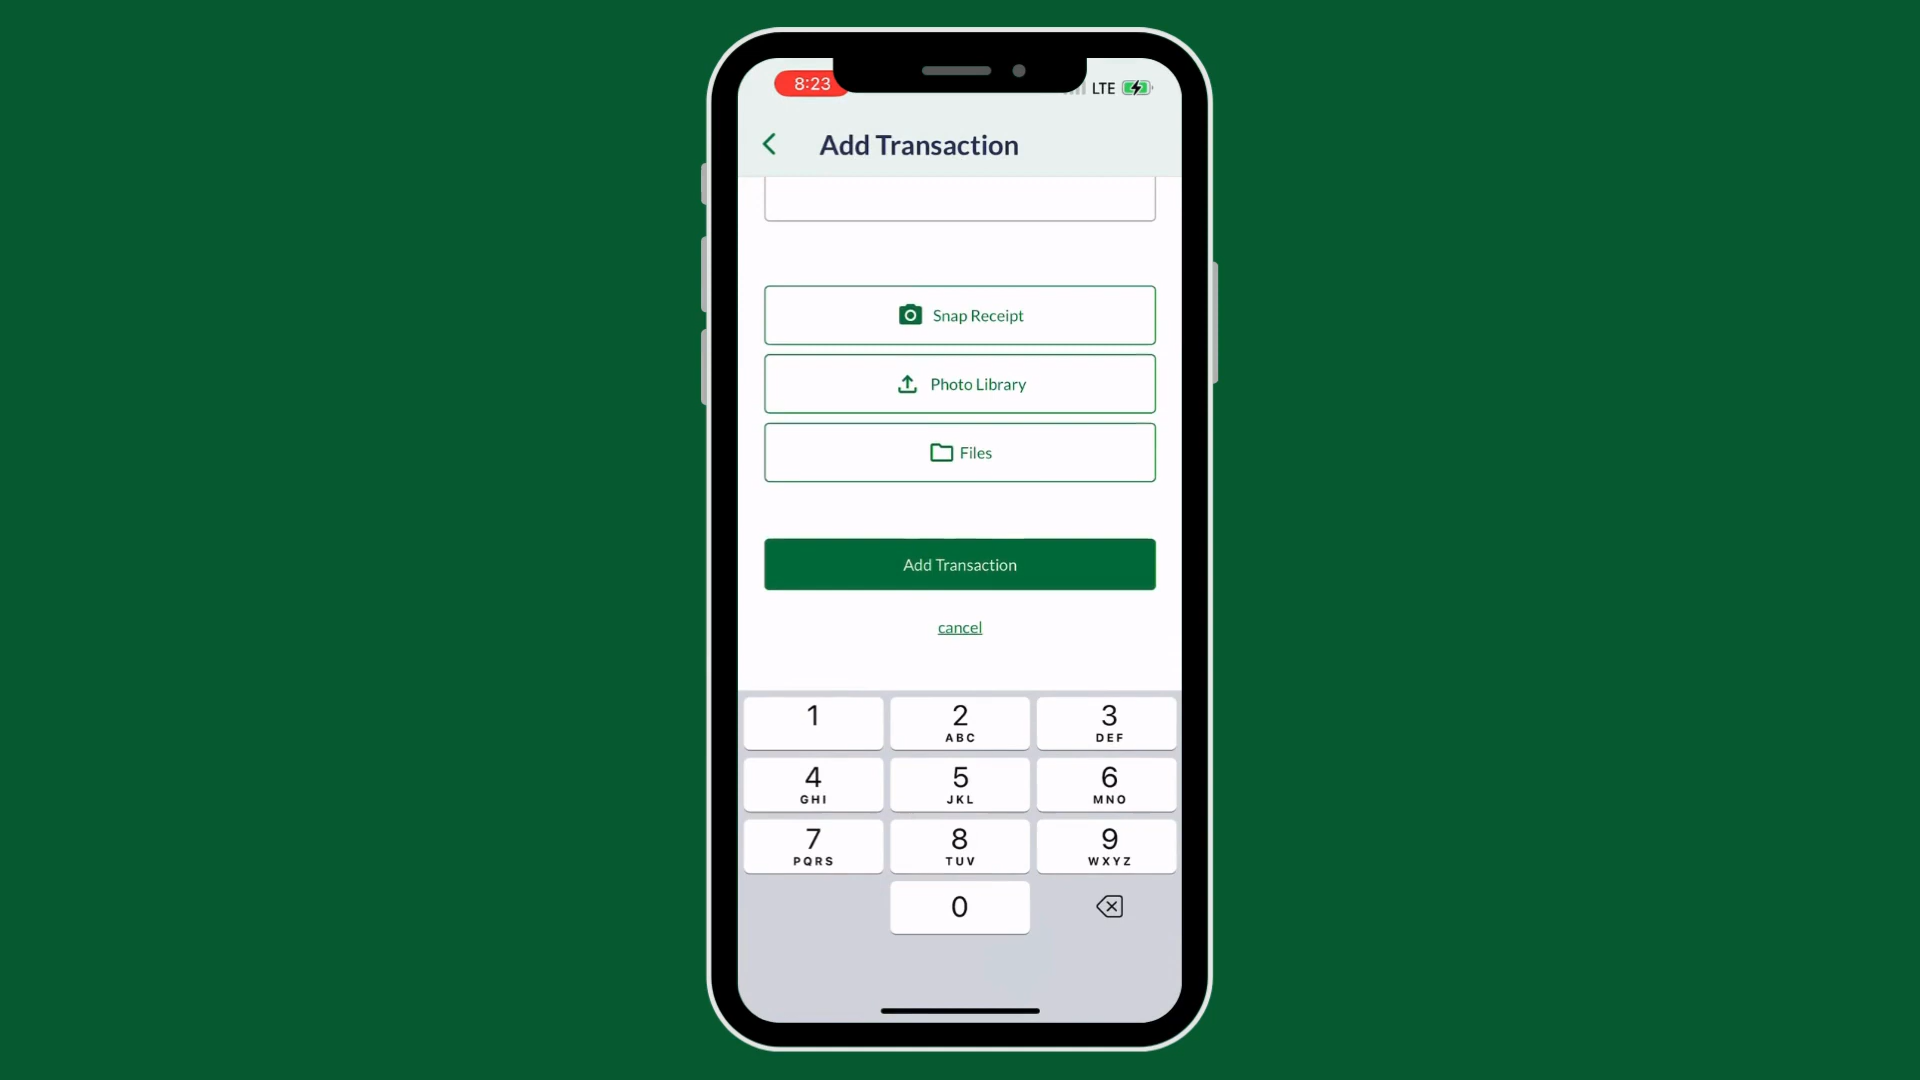 8:23
LTE
Add Transaction
Snap Receipt
Photo Library
Files
Add Transaction
cancel
1
2
3
ABC
DEF
4
5
6
GHI
JKL
MNO
7
8
9
PQRS
TUV
WXYZ
0